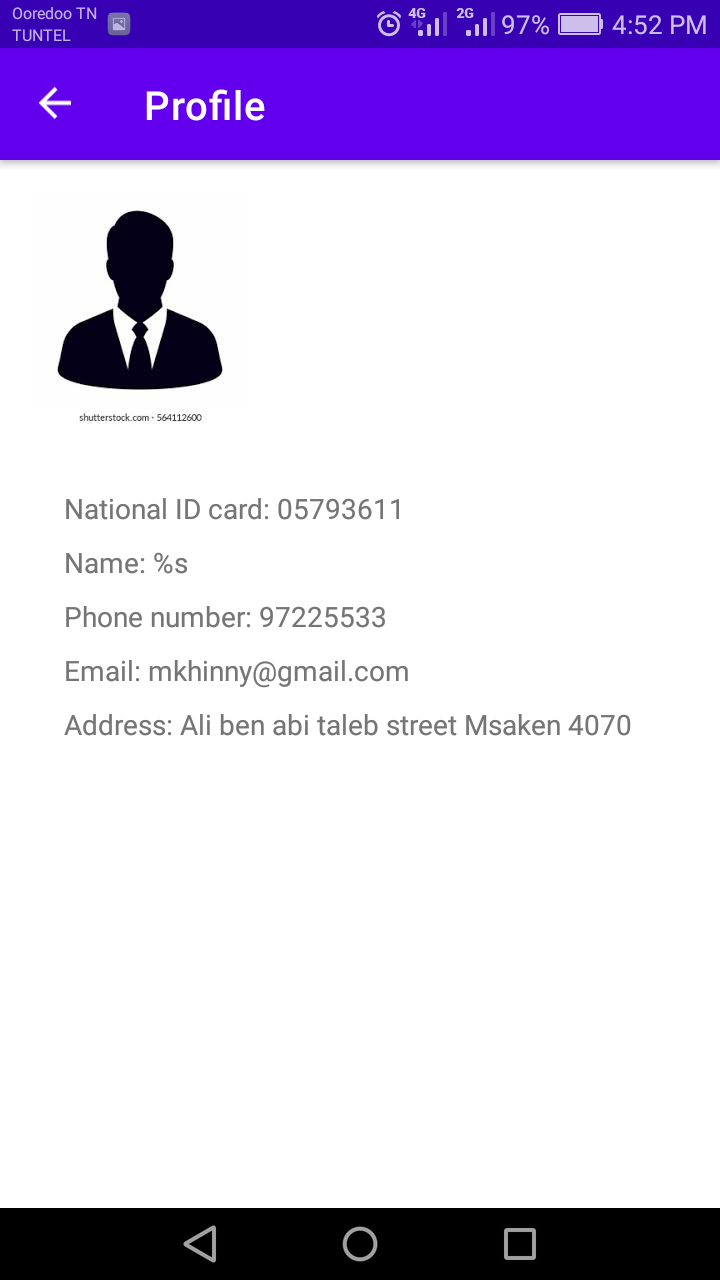 Ooredoo TN
TUNTEL
4G 2G 97% 4:52 PM
Profile
shutterstock.com · 564112600
National ID card: 05793611
Name: %s
Phone number: 97225533
Email: mkhinny@gmail.com
Address: Ali ben abi taleb street Msaken 4070